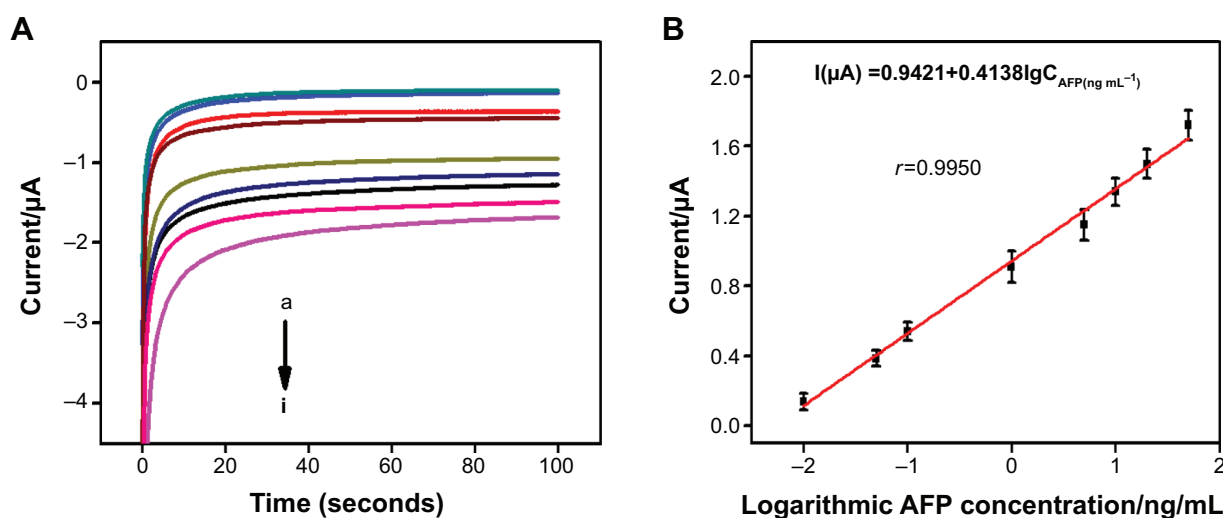 A
0
–1
–2
–3
–4
Current/μA
a
i
0 20 40 60 80 100
Time (seconds)
B
I(μA) =0.9421+0.4138lgC AFP(ng mL⁻¹)
r=0.9950
2.0
1.6
1.2
0.8
0.4
0.0
Current/μA
–2 –1 0 1 2
Logarithmic AFP concentration/ng/mL